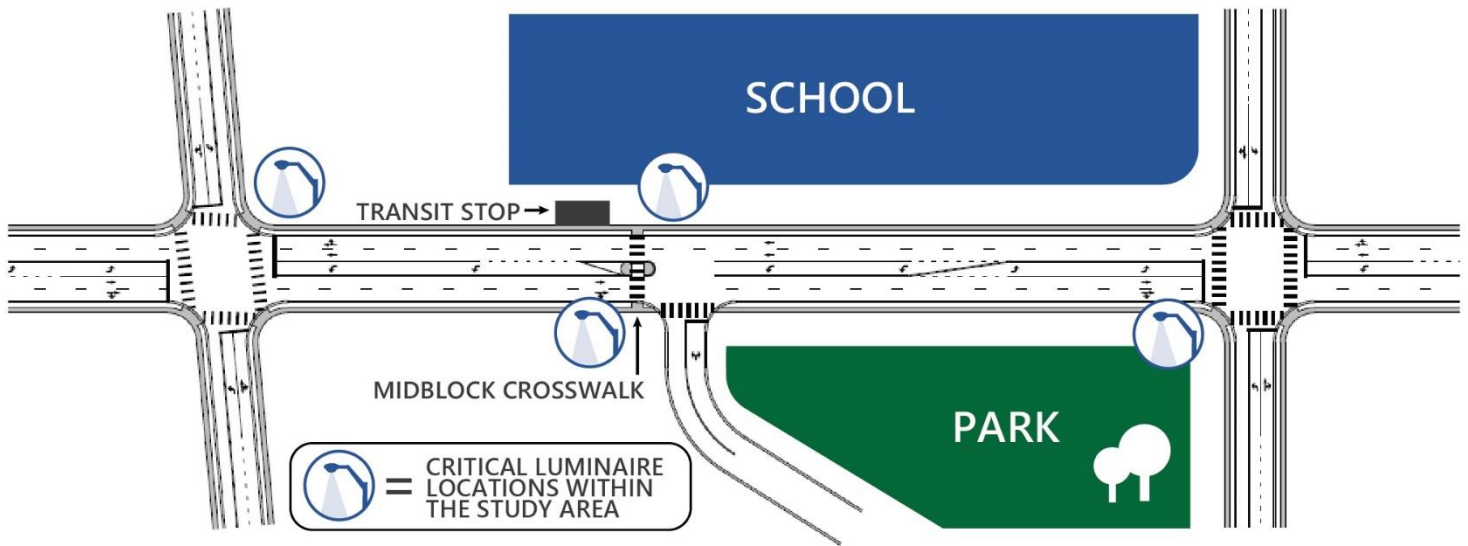 SCHOOL
TRANSIT STOP
MIDBLOCK CROSSWALK
PARK
= CRITICAL LUMINAIRE
LOCATIONS WITHIN
THE STUDY AREA